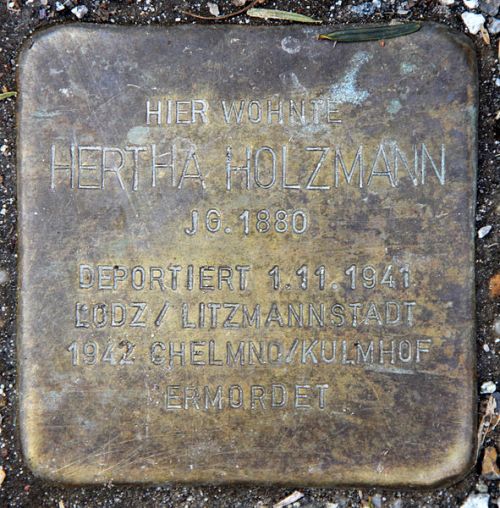 HIER WOHNTE
HERTHA HOLZMANN
JG. 1880
DEPORTIERT 1.11.1941
LODZ / LITZMANNSTADT
1942 CHELMNO/KULMHOF
ERMORDET